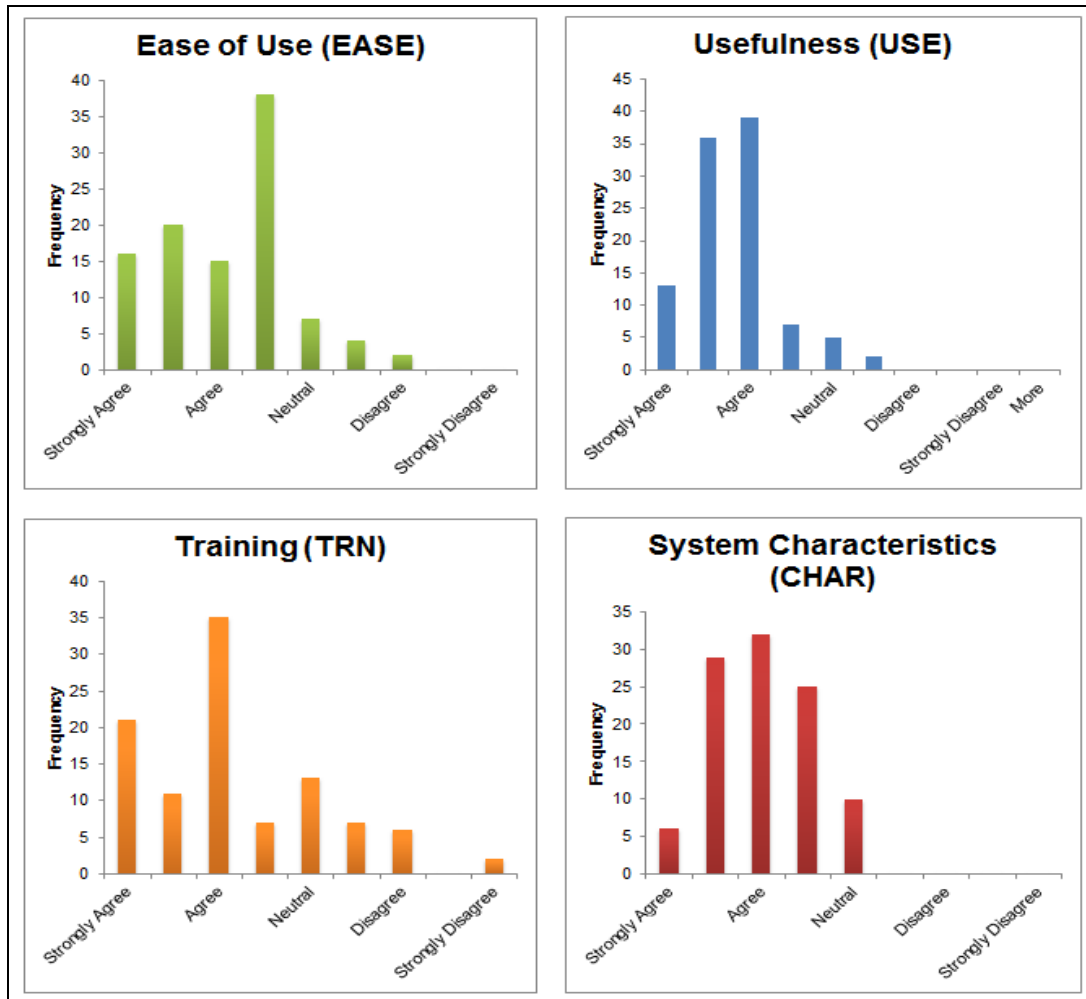 Ease of Use (EASE)
Frequency
40
35
30
25
20
15
10
5
0
Strongly Agree
Agree
Neutral
Disagree
Strongly Disagree
Usefulness (USE)
Frequency
45
40
35
30
25
20
15
10
5
0
Strongly Agree
Agree
Neutral
Disagree
Strongly Disagree
More
Training (TRN)
Frequency
40
35
30
25
20
15
10
5
0
Strongly Agree
Agree
Neutral
Disagree
Strongly Disagree
System Characteristics
(CHAR)
Frequency
35
30
25
20
15
10
5
0
Strongly Agree
Agree
Neutral
Disagree
Strongly Disagree